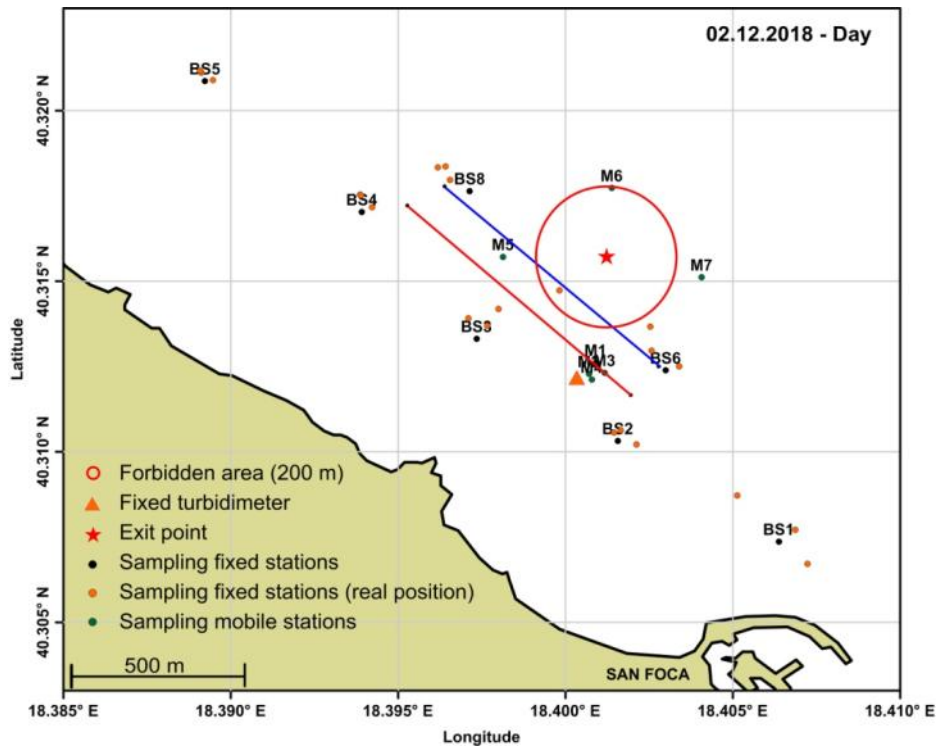 02.12.2018 - Day
BS5
40.320° N
M6
BS8
BS4
M5
M7
40.315° N
BS3
M1
M3
BS6
Latitude
BS2
40.310° N
Forbidden area (200 m)
Fixed turbidimeter
Exit point
BS1
Sampling fixed stations
Sampling fixed stations (real position)
Sampling mobile stations
40.305° N
500 m
SAN FOCA
18.385° E 18.390° E 18.395° E 18.400° E 18.405° E 18.410° E
Longitude